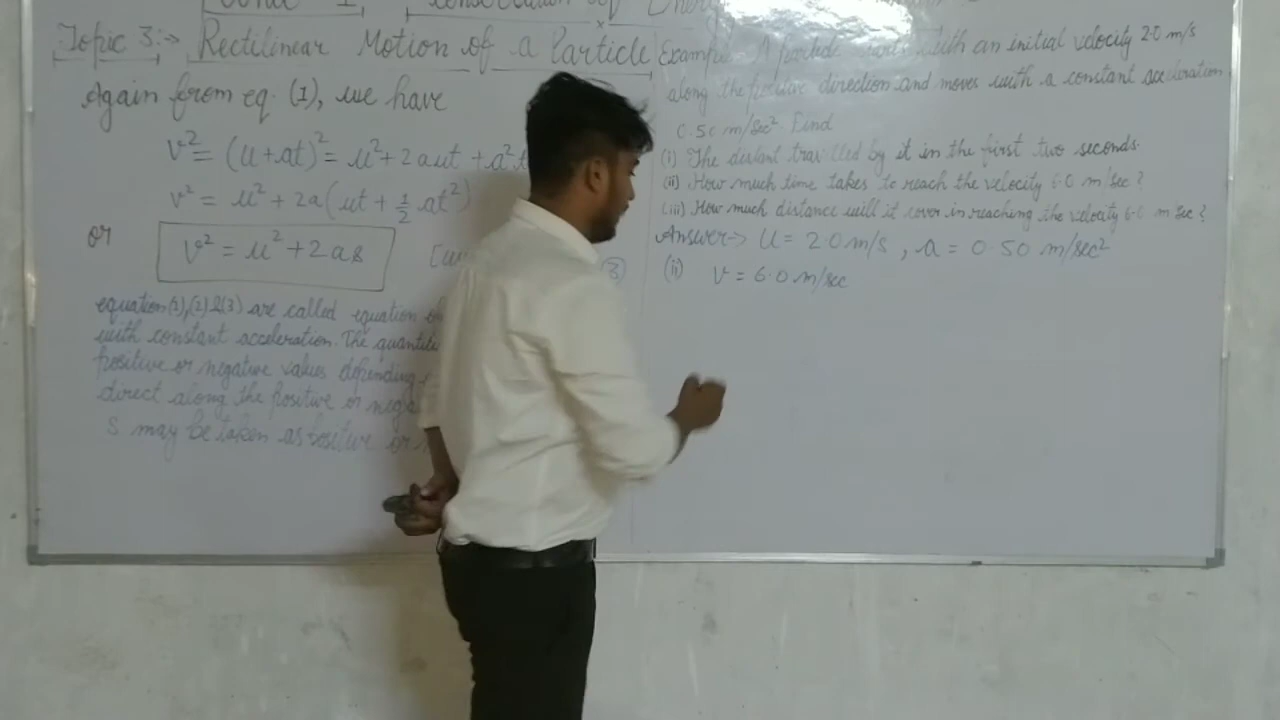 Topic 3:-> Rectilinear Motion of a Particle
Again from eq. (1), we have
v² = (u+at)² = u² + 2aut + a²t
v² = u² + 2a(ut + ½ at²)
or v² = u² + 2as
③
equation (1), (2) & (3) are called equation
with constant acceleration. The
positive or negative values depending
direct along the positive or
S may be taken as positive or
Example with an initial velocity 2.0 m/s
along the positive direction and moves with a constant acceleration
0.50 m/sec² Find
(i) The distant travelled by it in the first two seconds.
(ii) How much time takes to reach the velocity 6.0 m/sec?
(iii) How much distance will it cover in reaching the velocity 6.0 m/sec?
Answer-> U = 2.0 m/s, a = 0.50 m/sec²
(ii) v = 6.0 m/sec